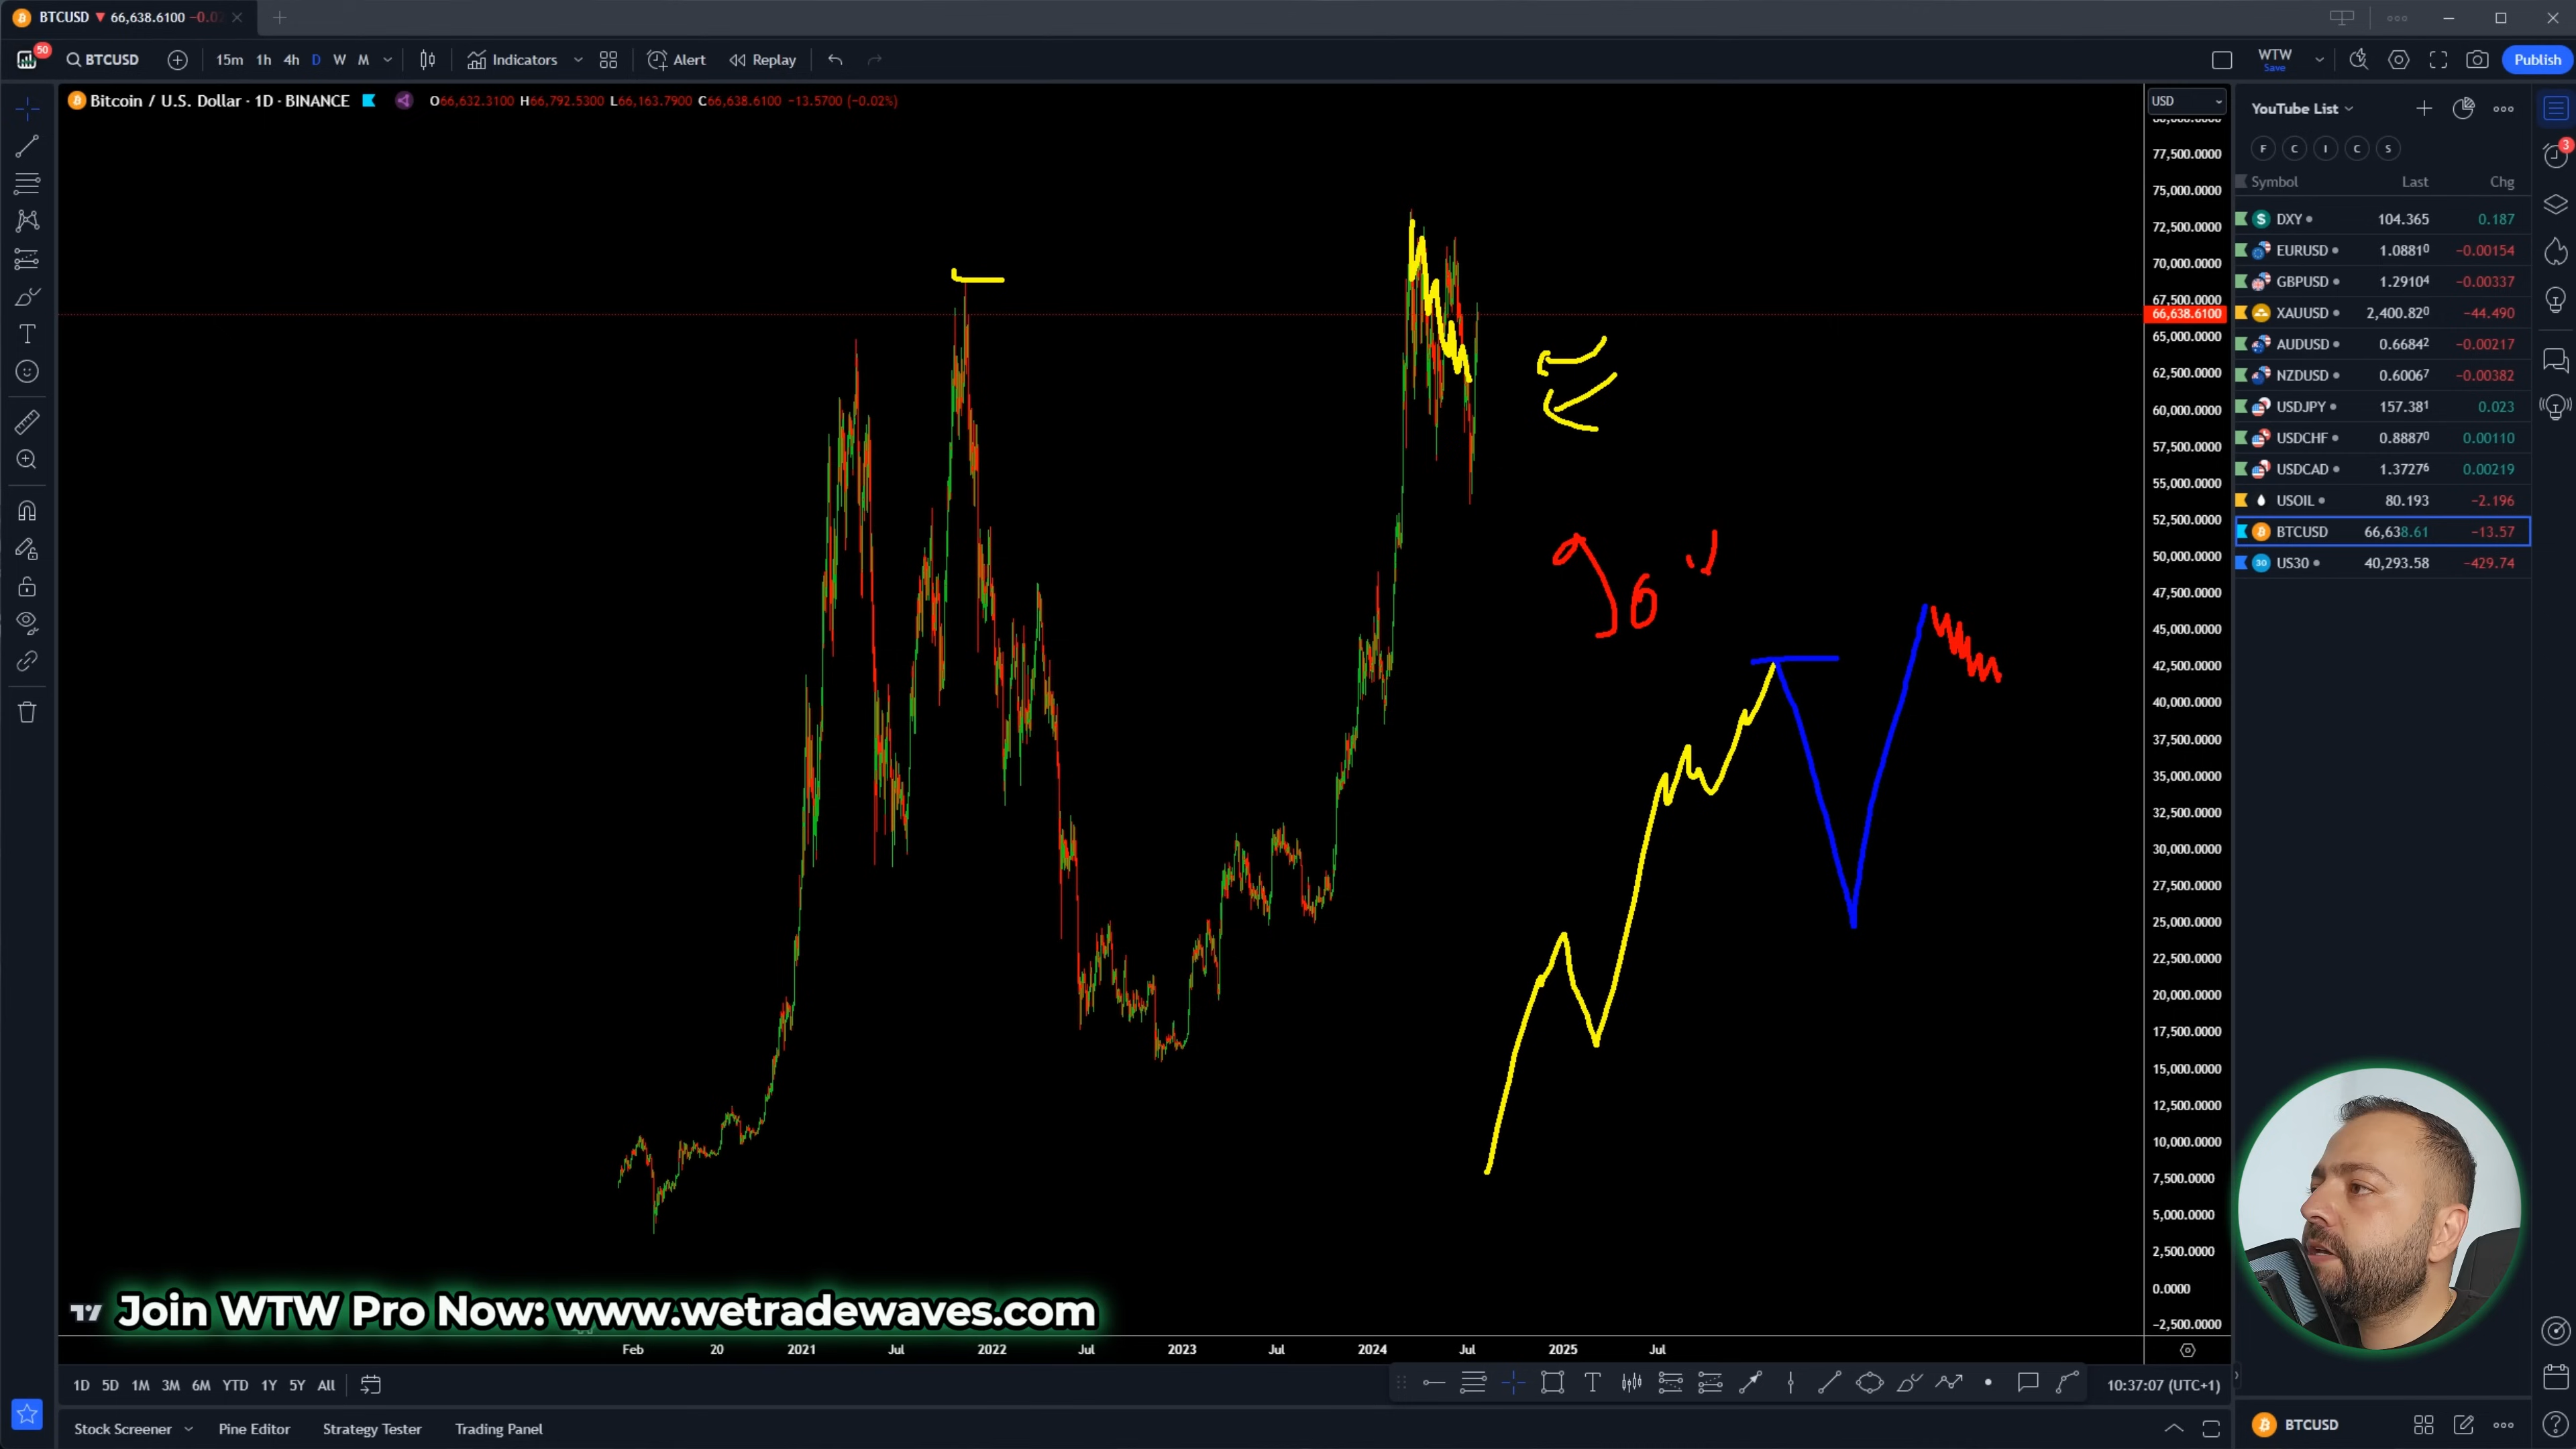 BTCUSD ▼ 66,638.6100 −0.02
50
BTCUSD
15m 1h 4h D W M
Indicators
Alert
Replay
WTW
Save
Publish
Bitcoin / U.S. Dollar · 1D · BINANCE
O66,632.3100 H66,792.5300 L66,163.7900 C66,638.6100 −13.5700 (−0.02%)
USD
77,500.0000
75,000.0000
72,500.0000
70,000.0000
67,500.0000
66,638.6100
65,000.0000
62,500.0000
60,000.0000
57,500.0000
55,000.0000
52,500.0000
50,000.0000
47,500.0000
45,000.0000
42,500.0000
40,000.0000
37,500.0000
35,000.0000
32,500.0000
30,000.0000
27,500.0000
25,000.0000
22,500.0000
20,000.0000
17,500.0000
15,000.0000
12,500.0000
10,000.0000
7,500.0000
5,000.0000
2,500.0000
0.0000
−2,500.0000
YouTube List
F C I C S
Symbol Last Chg
DXY 104.365 0.187
EURUSD 1.08810 −0.00154
GBPUSD 1.29104 −0.00337
XAUUSD 2,400.820 −44.490
AUDUSD 0.66842 −0.00217
NZDUSD 0.60067 −0.00382
USDJPY 157.381 0.023
USDCHF 0.88870 0.00110
USDCAD 1.37276 0.00219
USOIL 80.193 −2.196
BTCUSD 66,638.61 −13.57
30 US30 40,293.58 −429.74
3
Join WTW Pro Now: www.wetradewaves.com
Feb 20 2021 Jul 2022 Jul 2023 Jul 2024 Jul 2025 Jul
1D 5D 1M 3M 6M YTD 1Y 5Y All
10:37:07 (UTC+1)
Stock Screener Pine Editor Strategy Tester Trading Panel
BTCUSD